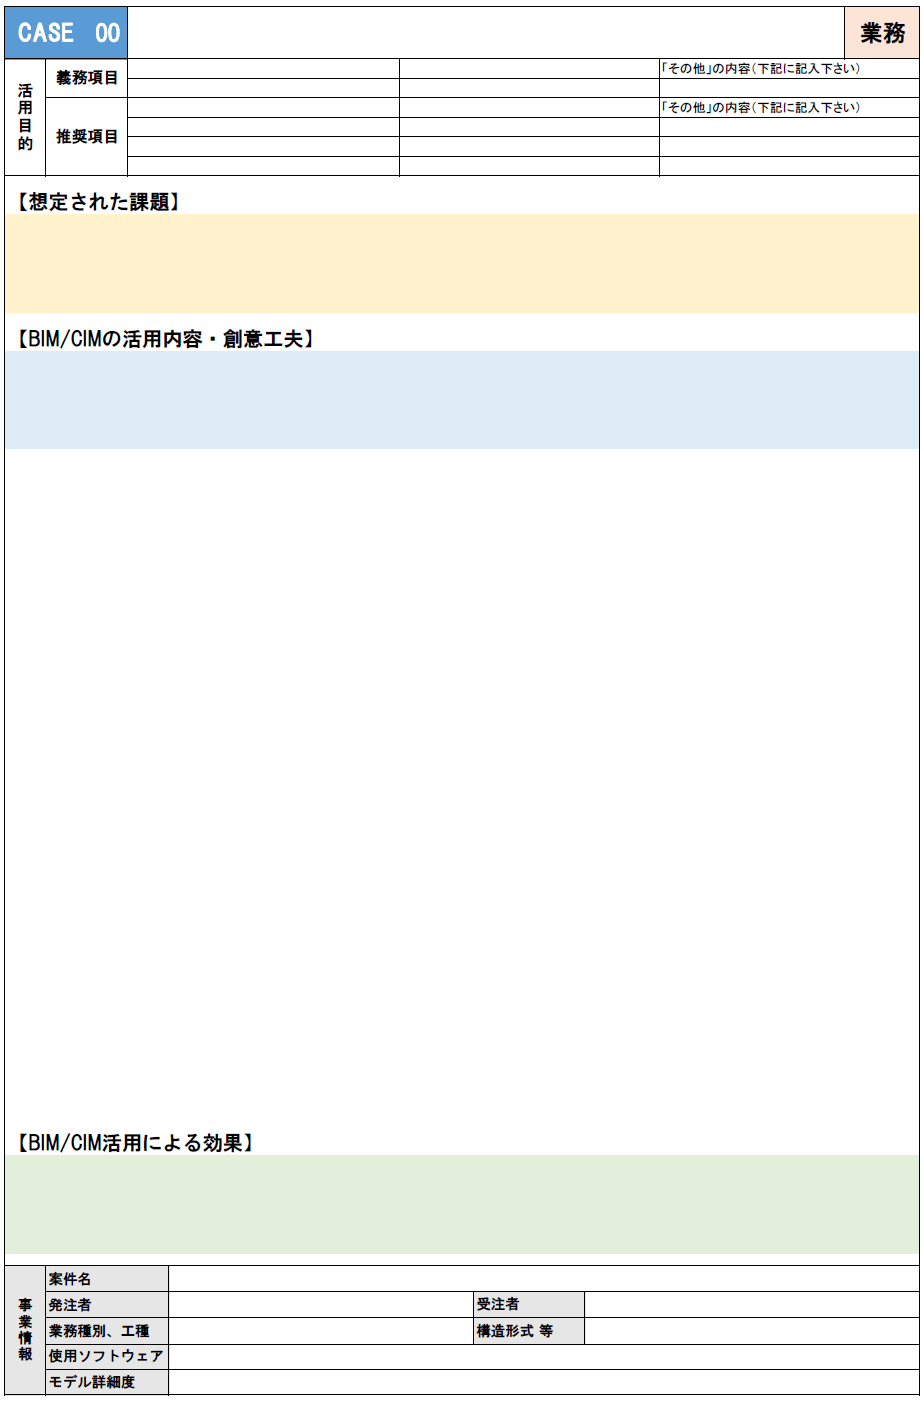 CASE　00
業務
活用目的
義務項目
「その他」の内容（下記に記入下さい）
推奨項目
「その他」の内容（下記に記入下さい）
【想定された課題】
【BIM/CIMの活用内容・創意工夫】
【BIM/CIM活用による効果】
事業情報
案件名
発注者
受注者
業務種別、工種
構造形式 等
使用ソフトウェア
モデル詳細度